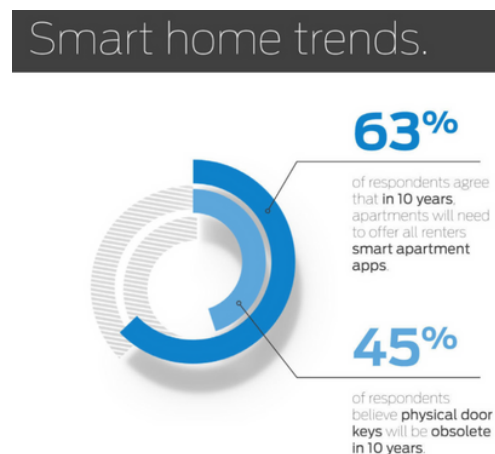 Smart home trends.
63%
of respondents agree
that in 10 years,
apartments will need
to offer all renters
smart apartment
apps.
45%
of respondents
believe physical door
keys will be obsolete
in 10 years.